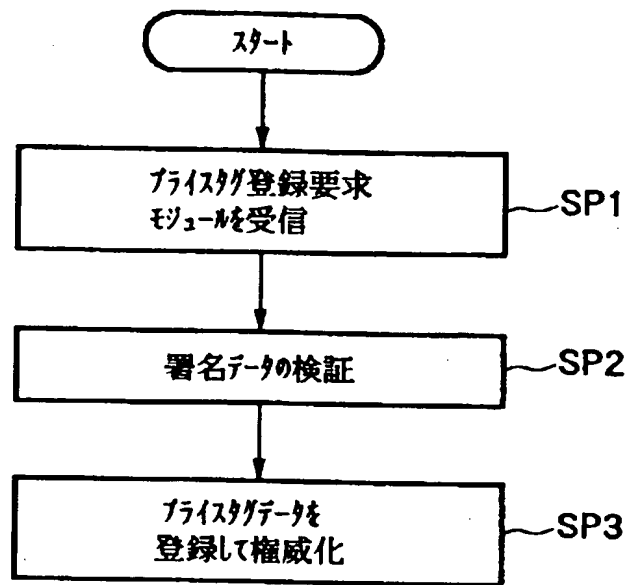 スタート
プライスタグ登録要求
モジュールを受信
SP1
署名データの検証
SP2
プライスタグデータを
登録して権威化
SP3